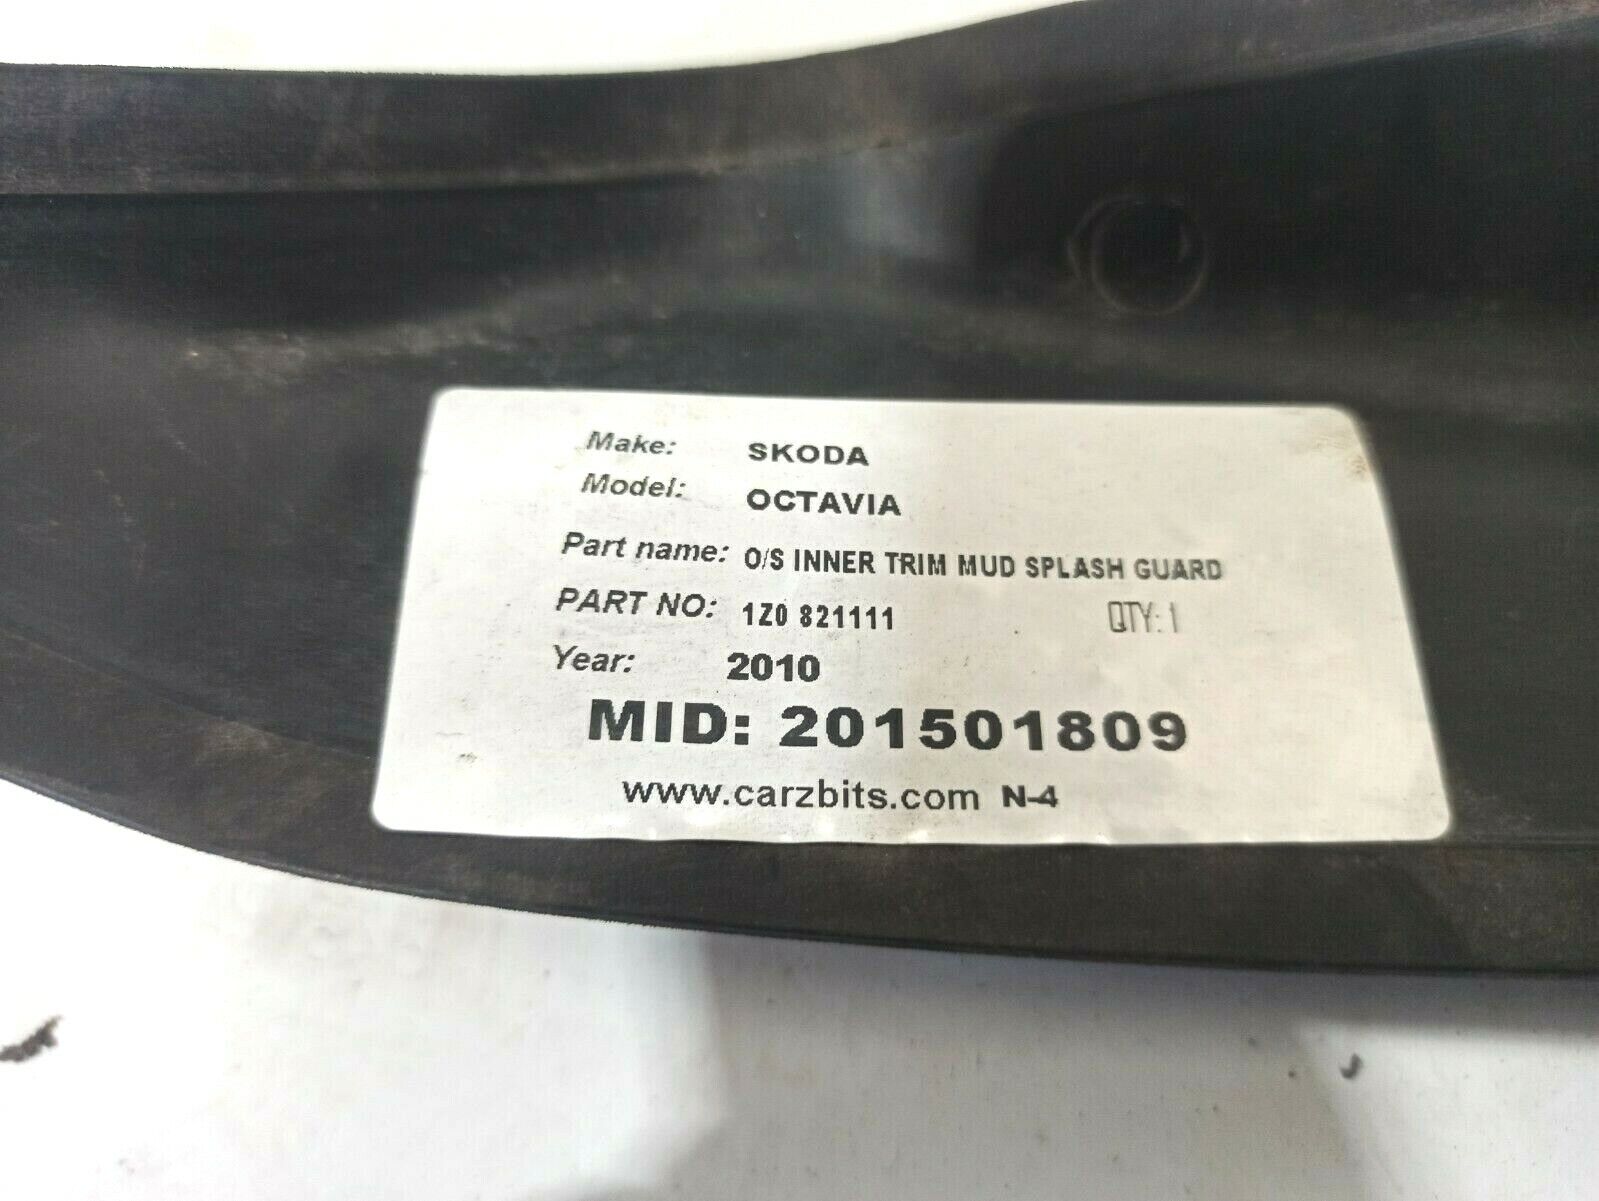 Make: SKODA
Model: OCTAVIA
Part name: O/S INNER TRIM MUD SPLASH GUARD
PART NO: 1Z0 821111 QTY: 1
Year: 2010
MID: 201501809
www.carzbits.com N-4